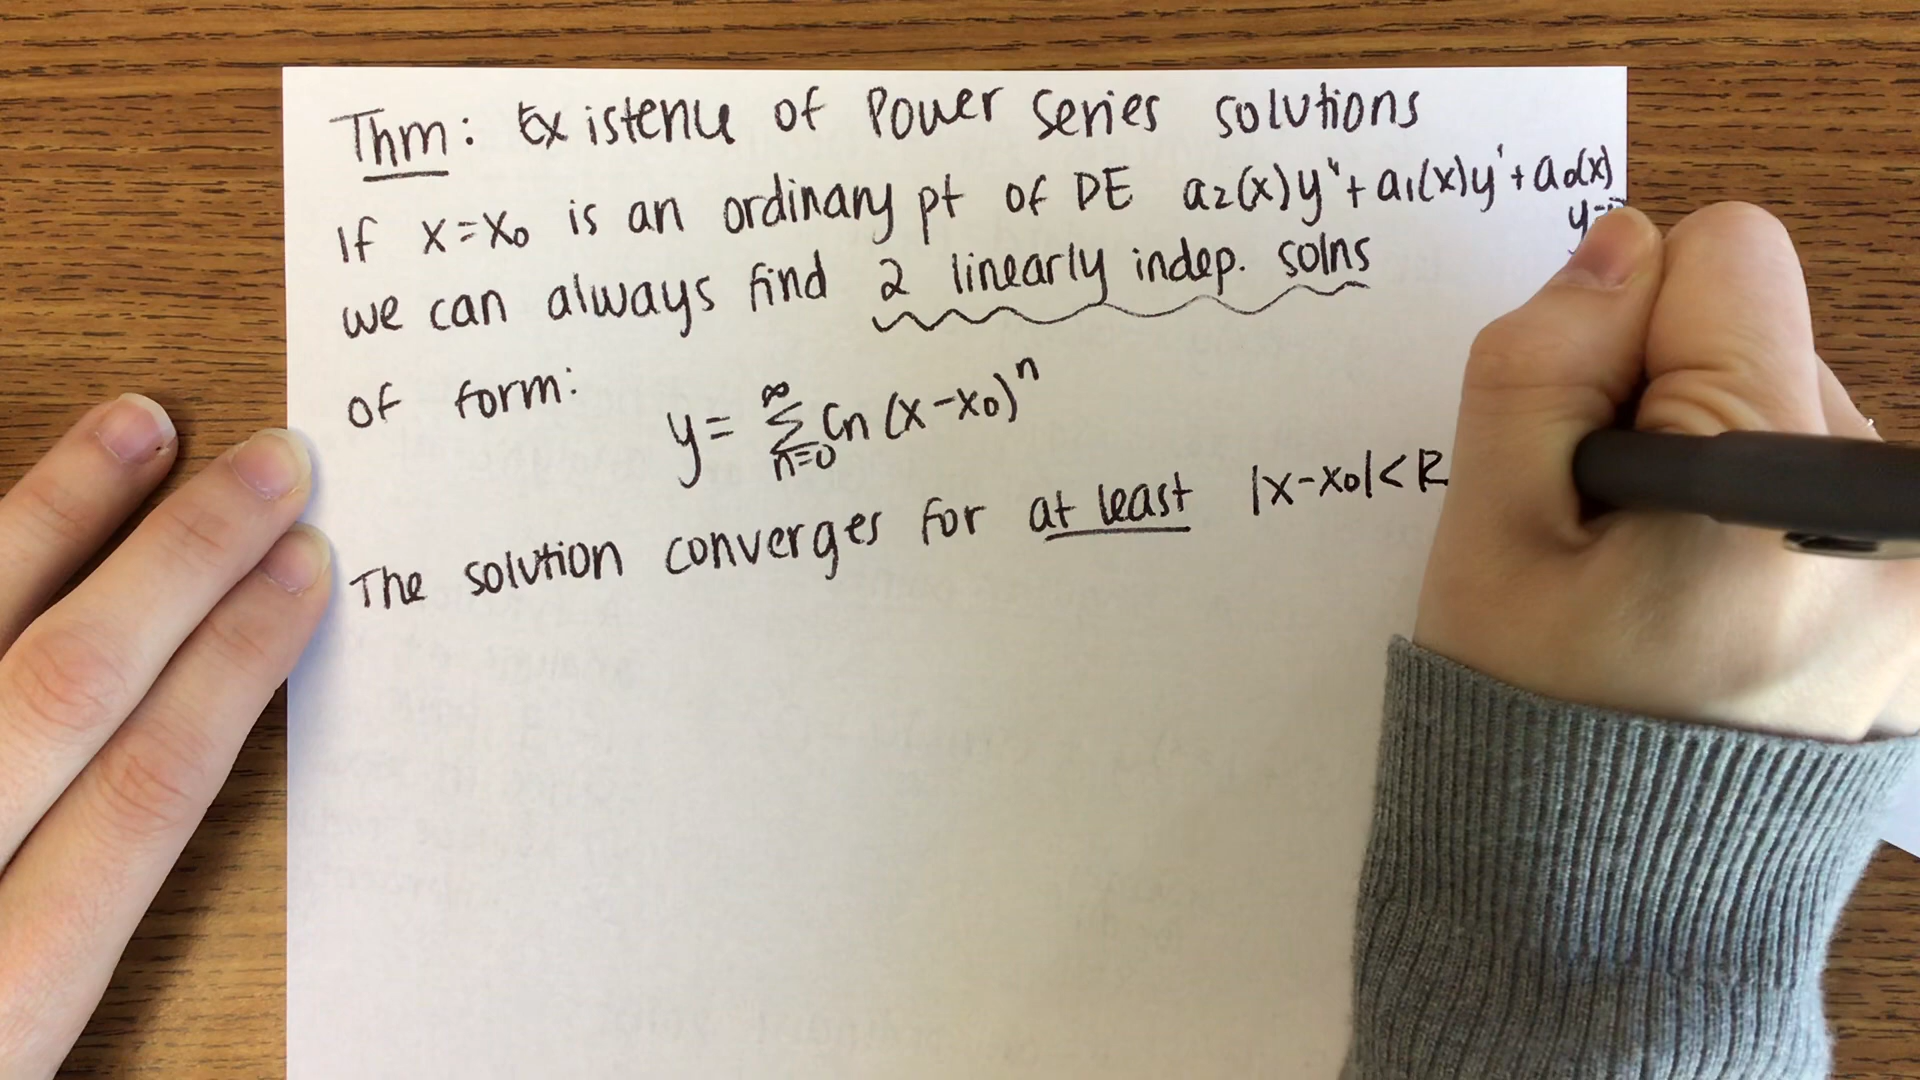 Thm: Existence of Power Series solutions
If x=x₀ is an ordinary pt of DE a₂(x)y"+a₁(x)y'+a₀(x)
y=
we can always find 2 linearly indep. solns
of form:
y = ∞ Σ n=0 Cn (x-x₀)ⁿ
The solution converges for at least |x-x₀|<R